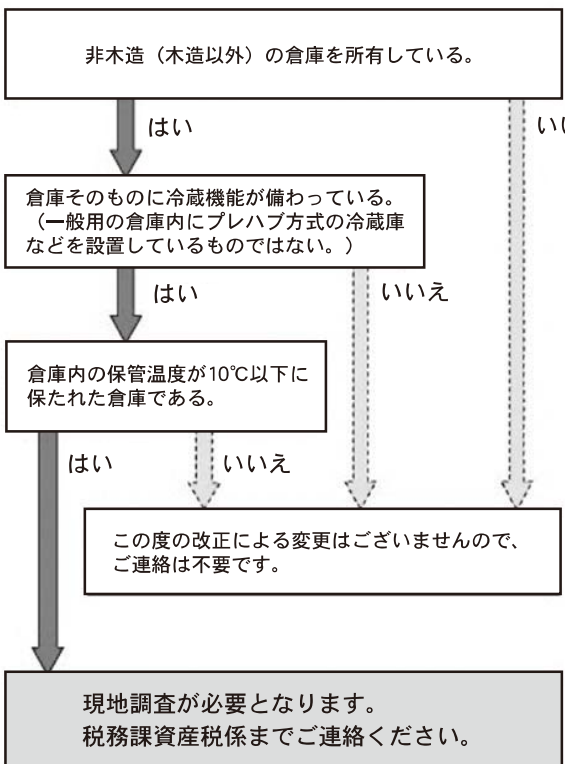 非木造（木造以外）の倉庫を所有している。
はい
倉庫そのものに冷蔵機能が備わっている。
（一般用の倉庫内にプレハブ方式の冷蔵庫
などを設置しているものではない。）
はい
いいえ
倉庫内の保管温度が10℃以下に
保たれた倉庫である。
はい
いいえ
この度の改正による変更はございませんので、
ご連絡は不要です。
現地調査が必要となります。
税務課資産税係までご連絡ください。